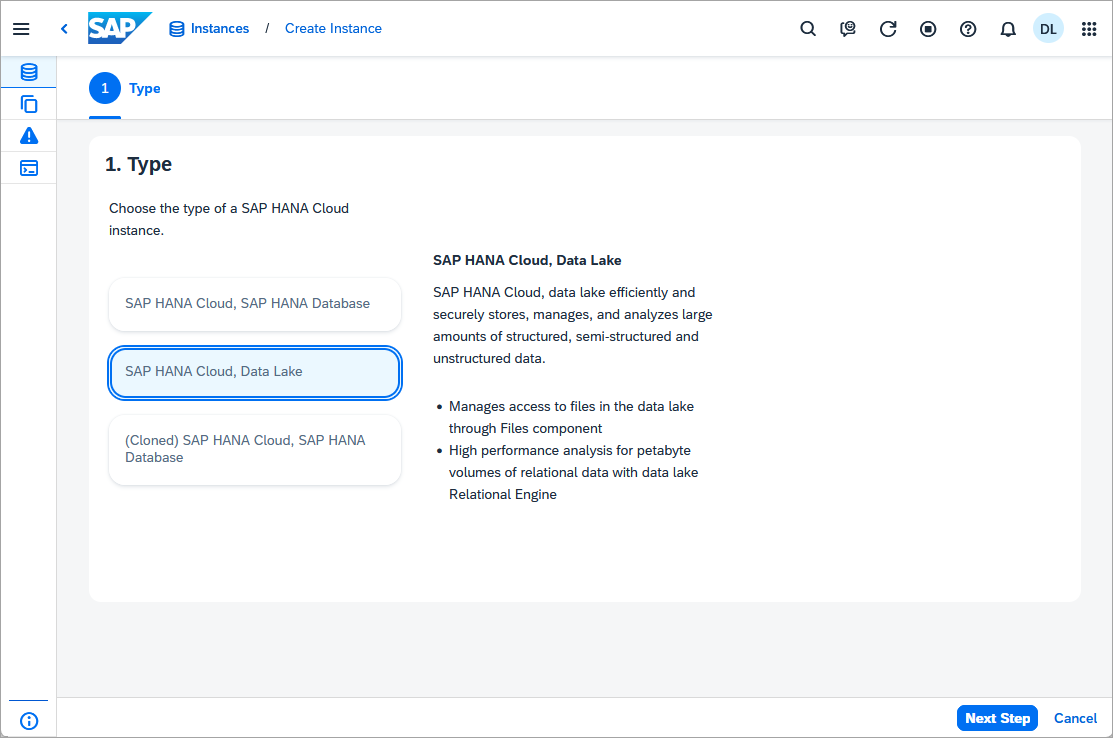 SAP Instances / Create Instance DL
1 Type
1. Type
Choose the type of a SAP HANA Cloud
instance.
SAP HANA Cloud, SAP HANA Database
SAP HANA Cloud, Data Lake
(Cloned) SAP HANA Cloud, SAP HANA
Database
SAP HANA Cloud, Data Lake
SAP HANA Cloud, data lake efficiently and
securely stores, manages, and analyzes large
amounts of structured, semi-structured and
unstructured data.
• Manages access to files in the data lake
through Files component
• High performance analysis for petabyte
volumes of relational data with data lake
Relational Engine
Next Step Cancel